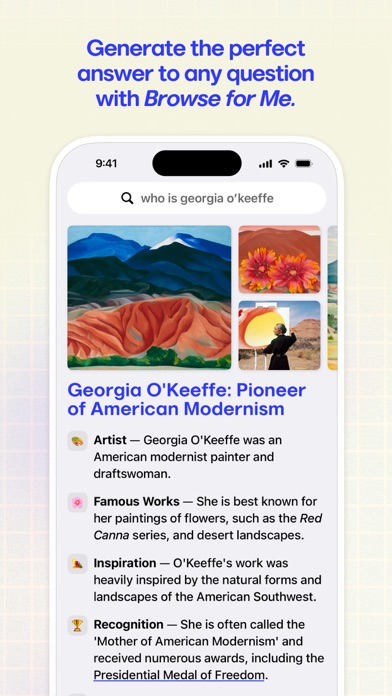 Generate the perfect
answer to any question
with Browse for Me.
9:41
who is georgia o’keeffe
Georgia O'Keeffe: Pioneer
of American Modernism
Artist — Georgia O'Keeffe was an
American modernist painter and
draftswoman.
Famous Works — She is best known for
her paintings of flowers, such as the Red
Canna series, and desert landscapes.
Inspiration — O'Keeffe's work was
heavily inspired by the natural forms and
landscapes of the American Southwest.
Recognition — She is often called the
'Mother of American Modernism' and
received numerous awards, including the
Presidential Medal of Freedom.